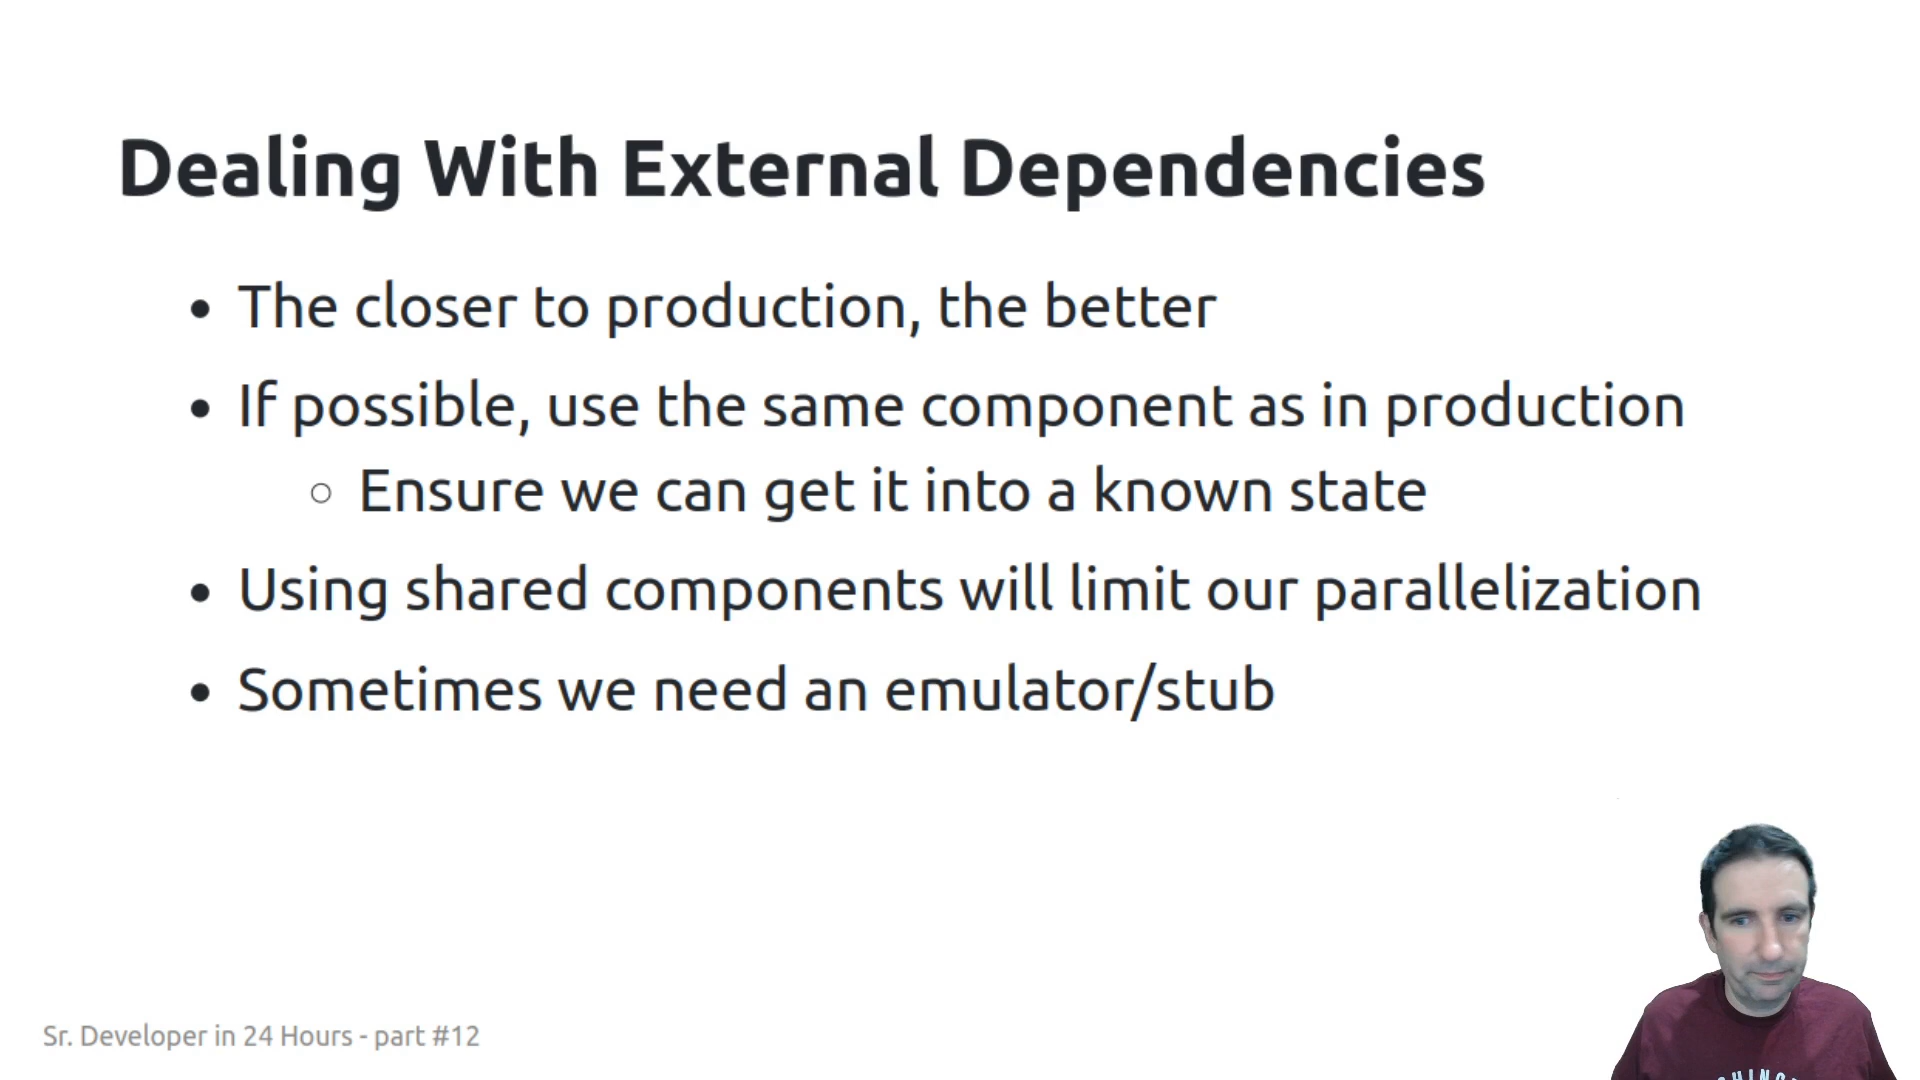 Dealing With External Dependencies
The closer to production, the better
If possible, use the same component as in production
Ensure we can get it into a known state
Using shared components will limit our parallelization
Sometimes we need an emulator/stub
Sr. Developer in 24 Hours - part #12